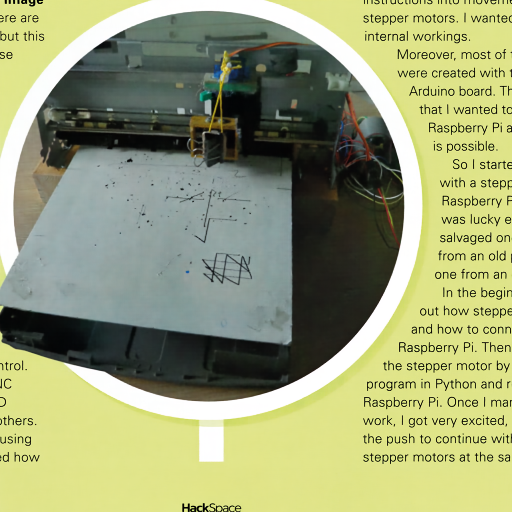 Image
ere are
but this
se
ntrol.
NC
D
others.
using
ed how
instructions into moveme
stepper motors. I wanted
internal workings.
Moreover, most of t
were created with t
Arduino board. Th
that I wanted to
Raspberry Pi a
is possible.
So I starte
with a stepp
Raspberry P
was lucky e
salvaged on
from an old p
one from an
In the begin
out how steppe
and how to conn
Raspberry Pi. Then
the stepper motor by
program in Python and r
Raspberry Pi. Once I man
work, I got very excited,
the push to continue with
stepper motors at the sa
HackSpace